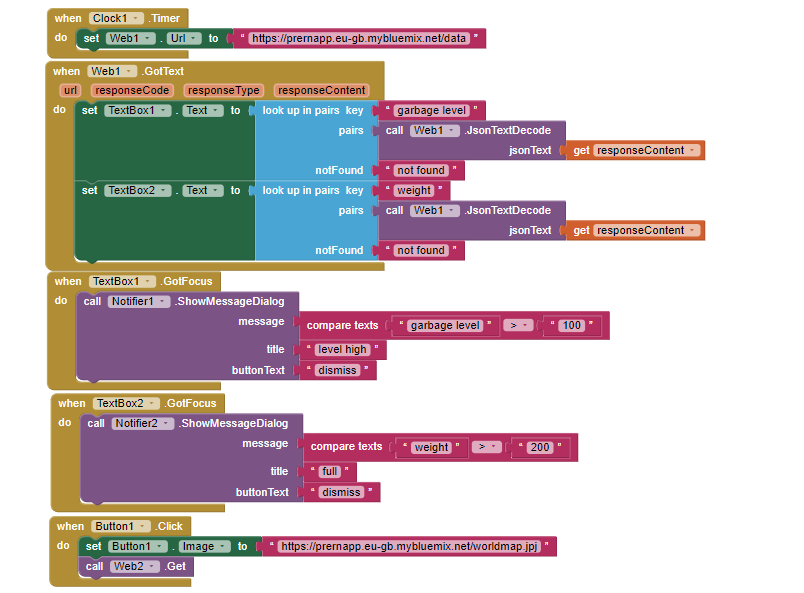 when Clock1 .Timer
do set Web1 . Url to " https://prernapp.eu-gb.mybluemix.net/data "
when Web1 .GotText
url responseCode responseType responseContent
do set TextBox1 . Text to look up in pairs key " garbage level "
pairs call Web1 .JsonTextDecode
jsonText get responseContent
notFound " not found "
set TextBox2 . Text to look up in pairs key " weight "
pairs call Web1 .JsonTextDecode
jsonText get responseContent
notFound " not found "
when TextBox1 .GotFocus
do call Notifier1 .ShowMessageDialog
message compare texts " garbage level " > " 100 "
title " level high "
buttonText " dismiss "
when TextBox2 .GotFocus
do call Notifier2 .ShowMessageDialog
message compare texts " weight " > " 200 "
title " full "
buttonText " dismiss "
when Button1 .Click
do set Button1 . Image to " https://prernapp.eu-gb.mybluemix.net/worldmap.jpj "
call Web2 .Get